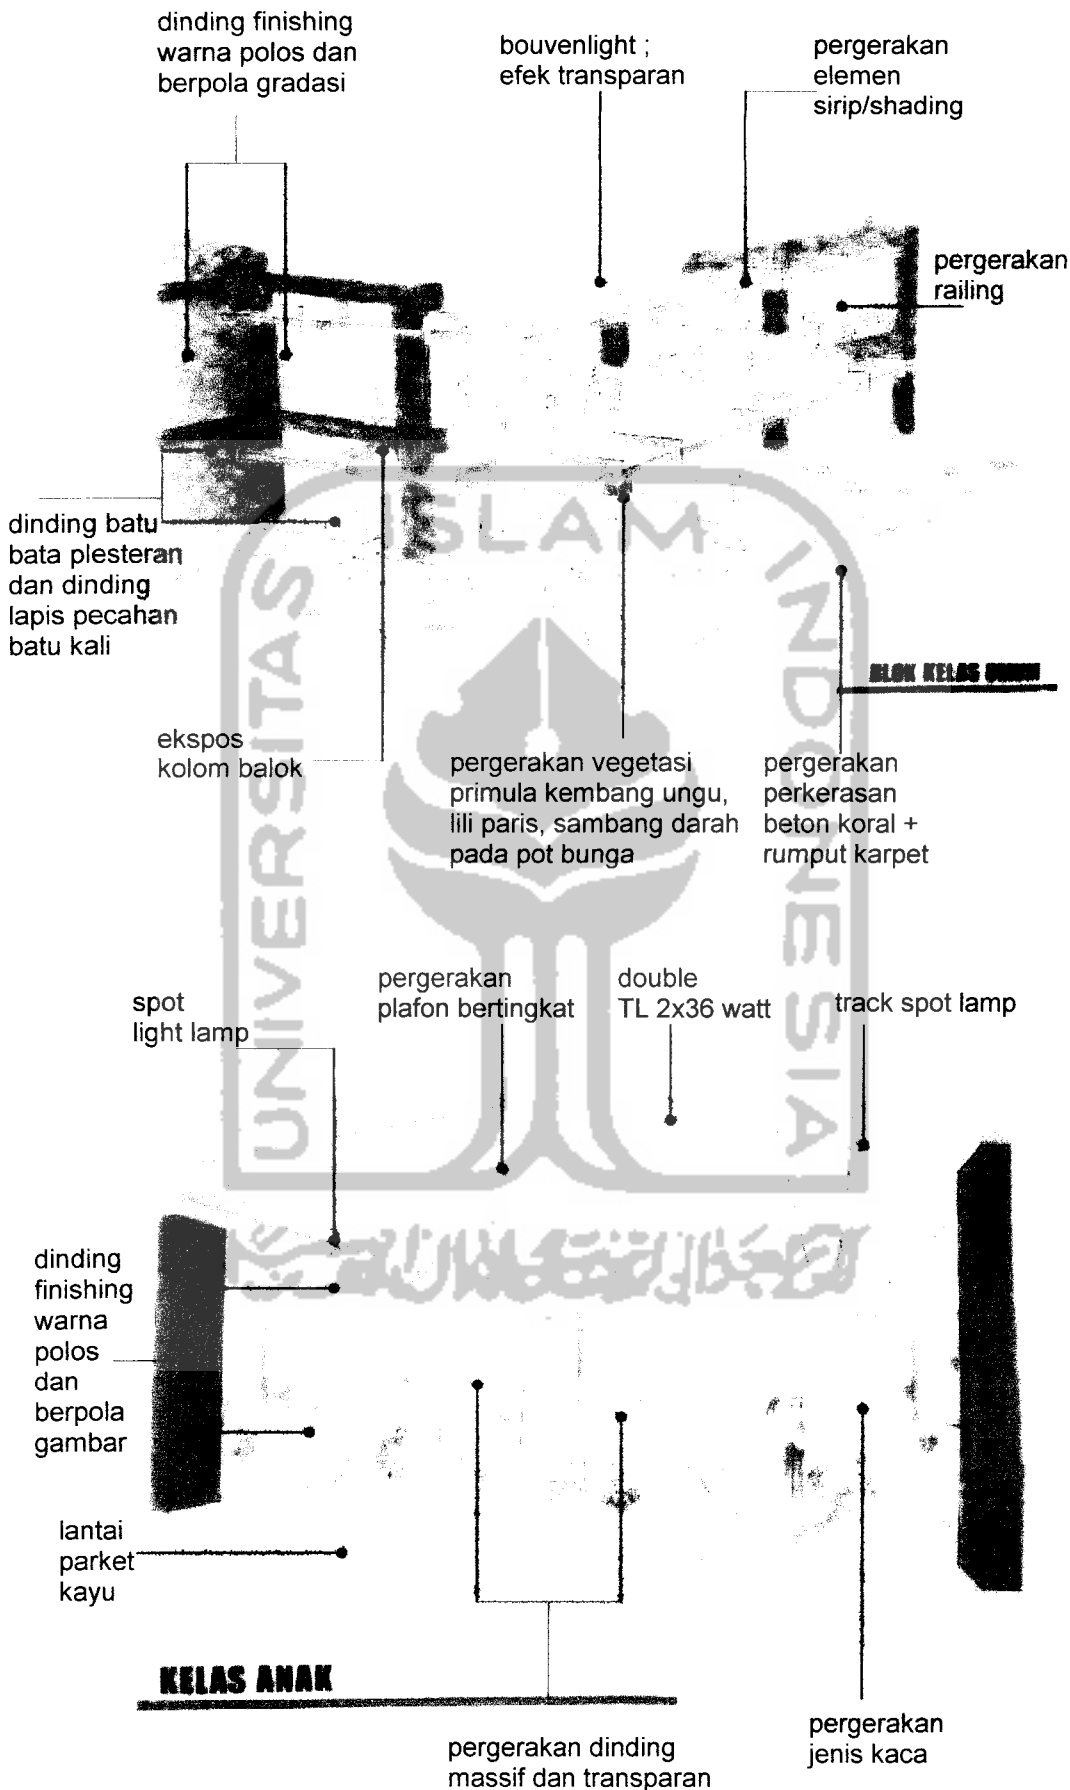 dinding finishing
warna polos dan
berpola gradasi
bouvenlight ;
efek transparan
pergerakan
elemen
sirip/shading
pergerakan
railing
dinding batu
bata plesteran
dan dinding
lapis pecahan
batu kali
BLOK KELAS UMUM
ekspos
kolom balok
pergerakan vegetasi
primula kembang ungu,
lili paris, sambang darah
pada pot bunga
pergerakan
perkerasan
beton koral +
rumput karpet
UNIVERSITAS
ISLAM
INDONESIA
spot
light lamp
pergerakan
plafon bertingkat
double
TL 2x36 watt
track spot lamp
dinding
finishing
warna
polos
dan
berpola
gambar
lantai
parket
kayu
KELAS ANAK
pergerakan dinding
massif dan transparan
pergerakan
jenis kaca